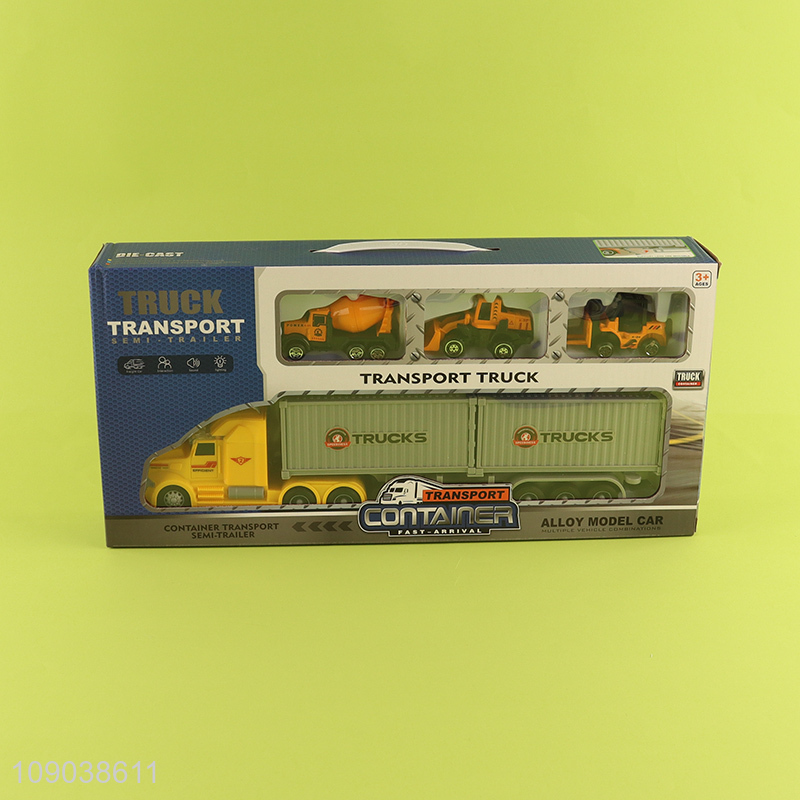 DIE-CAST
TRUCK
TRANSPORT
SEMI-TRAILER
3+
AGES
TRANSPORT TRUCK
TRUCK
CONTAINER
TRUCKS
TRUCKS
TRANSPORT
CONTAINER
FAST-ARRIVAL
CONTAINER TRANSPORT
SEMI-TRAILER
ALLOY MODEL CAR
MULTIPLE VEHICLE COMBINATIONS
109038611